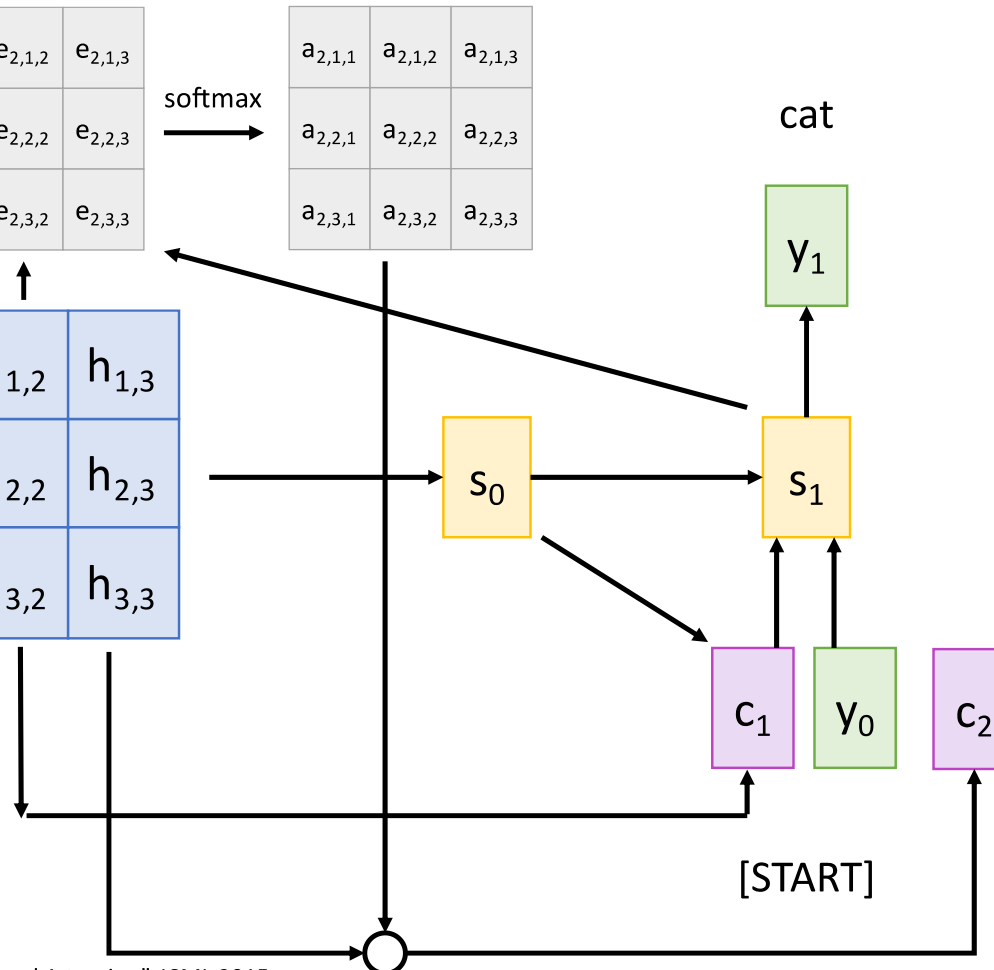 e2,1,2 e2,1,3
e2,2,2 e2,2,3
e2,3,2 e2,3,3
softmax
a2,1,1 a2,1,2 a2,1,3
a2,2,1 a2,2,2 a2,2,3
a2,3,1 a2,3,2 a2,3,3
cat
y1
1,2 h1,3
2,2 h2,3
3,2 h3,3
s0
s1
c1
y0
c2
[START]